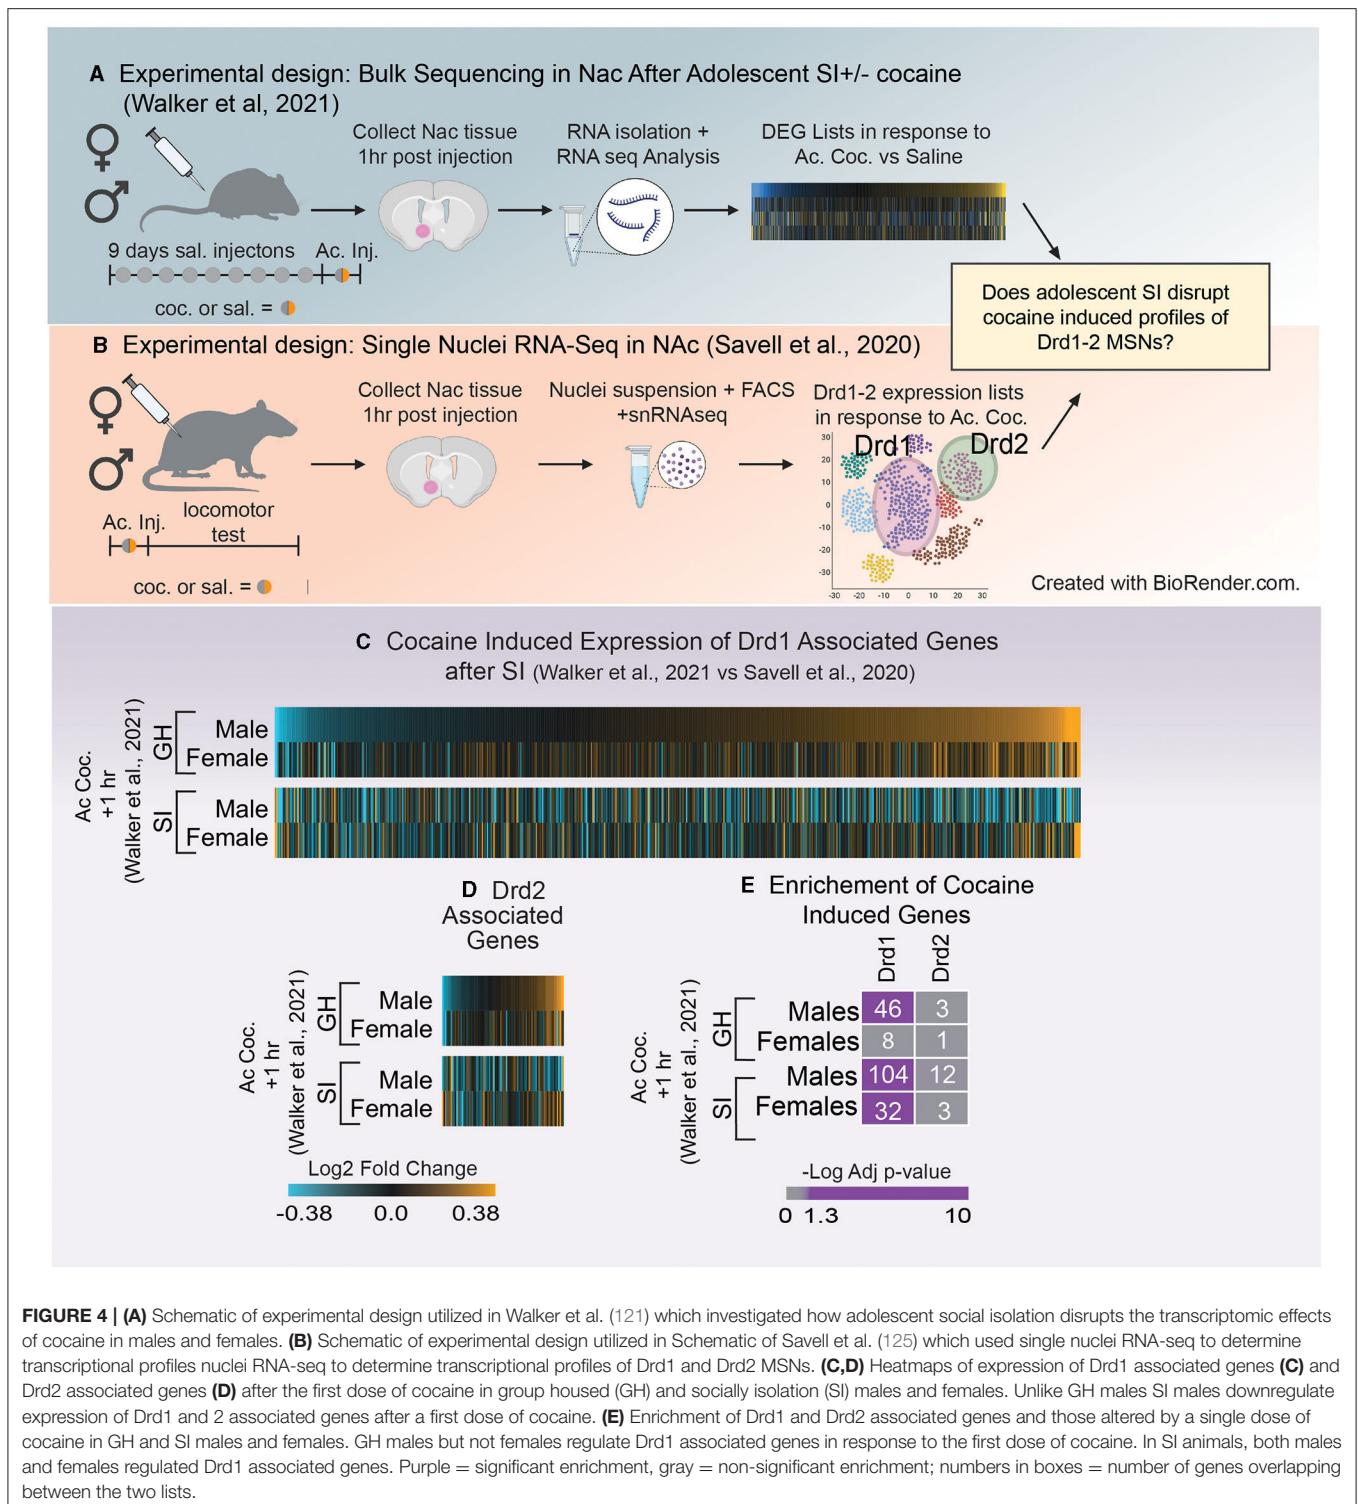 A Experimental design: Bulk Sequencing in Nac After Adolescent SI+/- cocaine
(Walker et al, 2021)
Collect Nac tissue
1hr post injection
RNA isolation +
RNA seq Analysis
DEG Lists in response to
Ac. Coc. vs Saline
9 days sal. injectons
Ac. Inj.
coc. or sal. =
Does adolescent SI disrupt
cocaine induced profiles of
Drd1-2 MSNs?
B Experimental design: Single Nuclei RNA-Seq in NAc (Savell et al., 2020)
Collect Nac tissue
1hr post injection
Nuclei suspension + FACS
+snRNAseq
Drd1-2 expression lists
in response to Ac. Coc.
Drd1
Drd2
30
20
10
0
-10
-20
-30
-30 -20 -10 0 10 20 30
Ac. Inj.
locomotor
test
coc. or sal. =
Created with BioRender.com.
C Cocaine Induced Expression of Drd1 Associated Genes
after SI (Walker et al., 2021 vs Savell et al., 2020)
Ac Coc.
+1 hr
(Walker et al., 2021)
GH
Male
Female
SI
Male
Female
D Drd2
Associated
Genes
Ac Coc.
+1 hr
(Walker et al., 2021)
GH
Male
Female
SI
Male
Female
Log2 Fold Change
-0.38 0.0 0.38
E Enrichement of Cocaine
Induced Genes
Drd1 Drd2
Ac Coc.
+1 hr
(Walker et al., 2021)
GH
Males 46 3
Females 8 1
SI
Males 104 12
Females 32 3
-Log Adj p-value
0 1.3 10
FIGURE 4 | (A) Schematic of experimental design utilized in Walker et al. (121) which investigated how adolescent social isolation disrupts the transcriptomic effects
of cocaine in males and females. (B) Schematic of experimental design utilized in Schematic of Savell et al. (125) which used single nuclei RNA-seq to determine
transcriptional profiles nuclei RNA-seq to determine transcriptional profiles of Drd1 and Drd2 MSNs. (C,D) Heatmaps of expression of Drd1 associated genes (C) and
Drd2 associated genes (D) after the first dose of cocaine in group housed (GH) and socially isolation (SI) males and females. Unlike GH males SI males downregulate
expression of Drd1 and 2 associated genes after a first dose of cocaine. (E) Enrichment of Drd1 and Drd2 associated genes and those altered by a single dose of
cocaine in GH and SI males and females. GH males but not females regulate Drd1 associated genes in response to the first dose of cocaine. In SI animals, both males
and females regulated Drd1 associated genes. Purple = significant enrichment, gray = non-significant enrichment; numbers in boxes = number of genes overlapping
between the two lists.